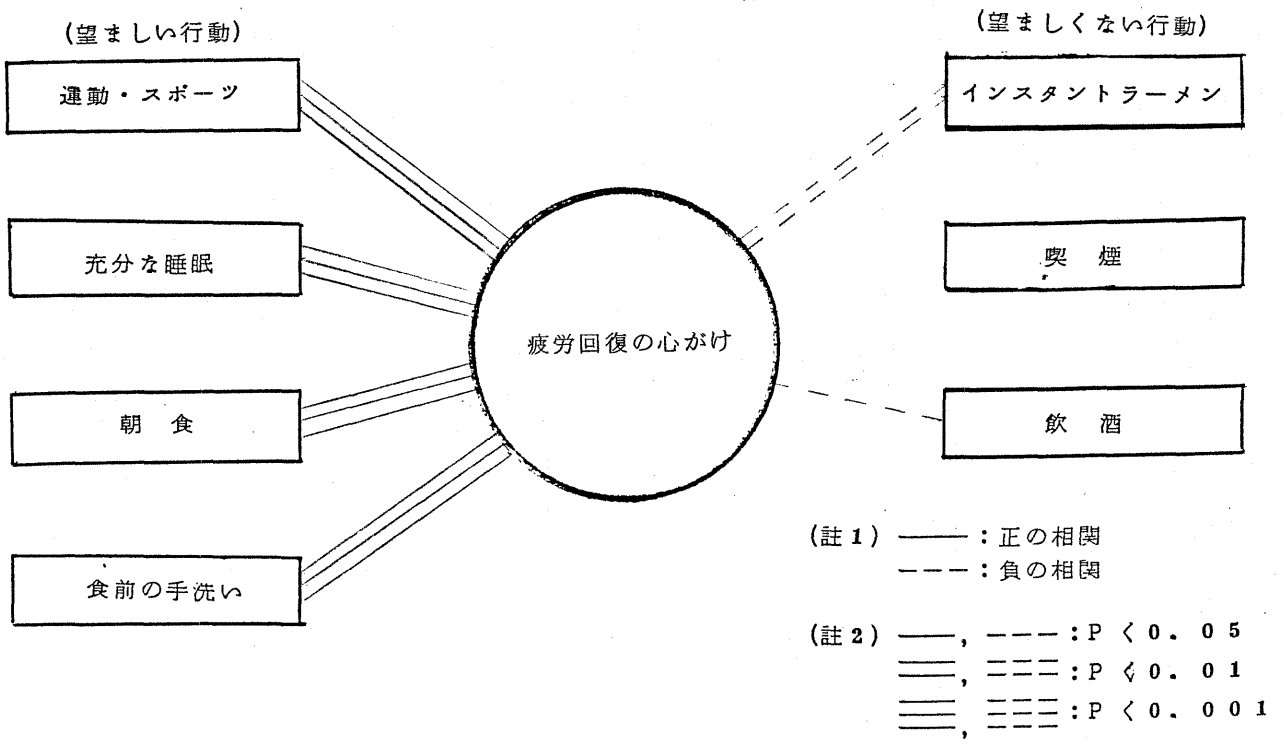 (望ましい行動)
運動・スポーツ
充分な睡眠
朝 食
食前の手洗い
疲労回復の心がけ
(望ましくない行動)
インスタントラーメン
喫 煙
飲 酒
(註1) ——— : 正の相関
--- : 負の相関
(註2) ——, --- : P < 0. 05
, : P < 0. 01
, : P < 0. 001